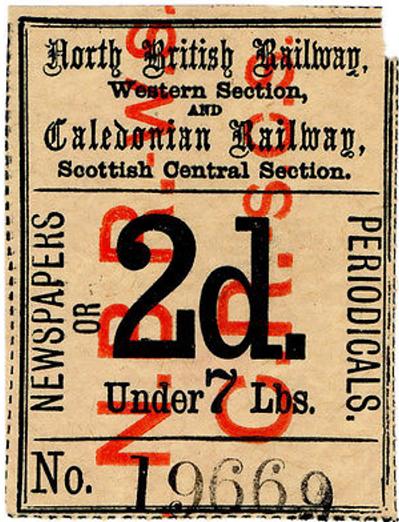 North British Railway,
Western Section,
AND
Caledonian Railway,
Scottish Central Section.
NEWSPAPERS
OR
2d.
PERIODICALS.
Under 7 Lbs.
No. 19669
N.B.R.-W.S.
C.R.-S.C.S.